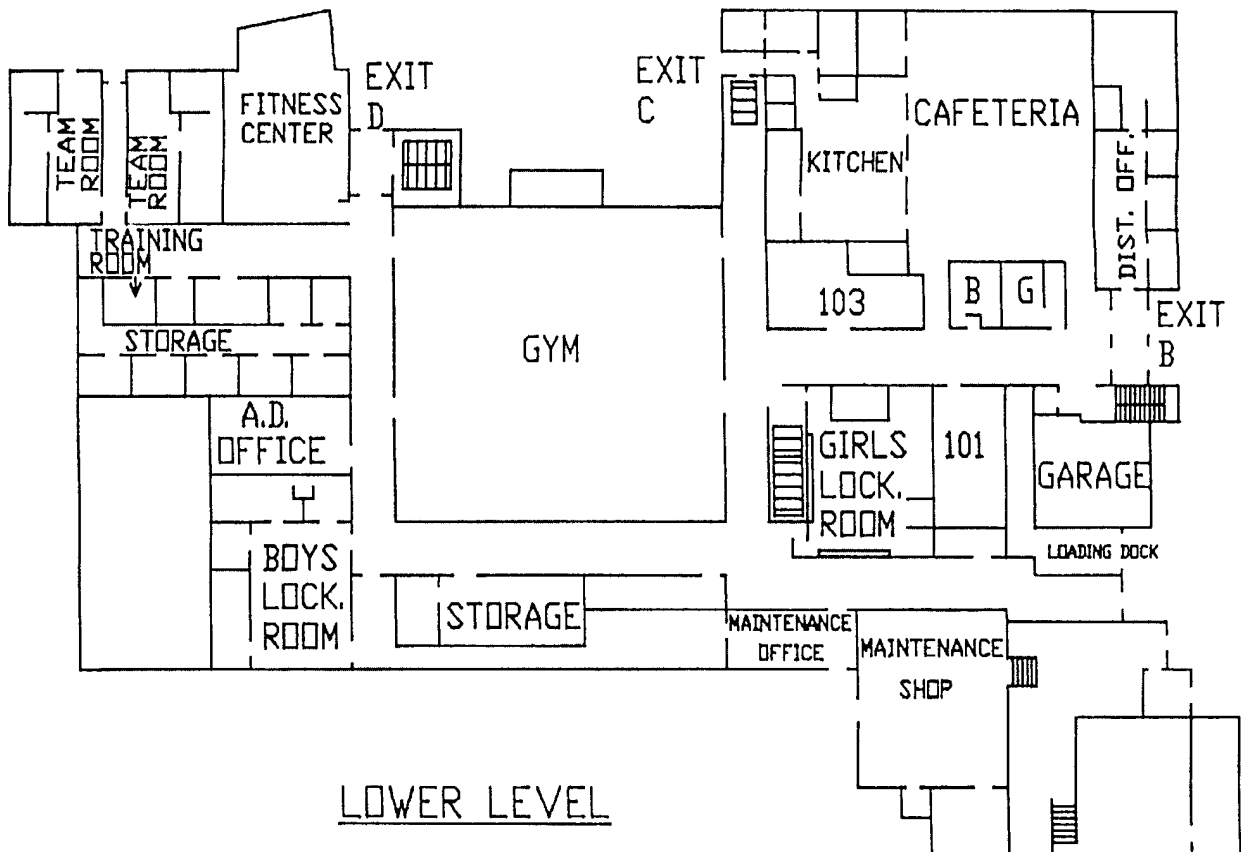 EXIT
D
EXIT
C
FITNESS
CENTER
TEAM
ROOM
TEAM
ROOM
CAFETERIA
KITCHEN
DIST. OFF.
TRAINING
ROOM
103
B
G
EXIT
B
STORAGE
GYM
A.D.
OFFICE
GIRLS
LOCK.
ROOM
101
GARAGE
LOADING DOCK
BOYS
LOCK.
ROOM
STORAGE
MAINTENANCE
OFFICE
MAINTENANCE
SHOP
LOWER LEVEL